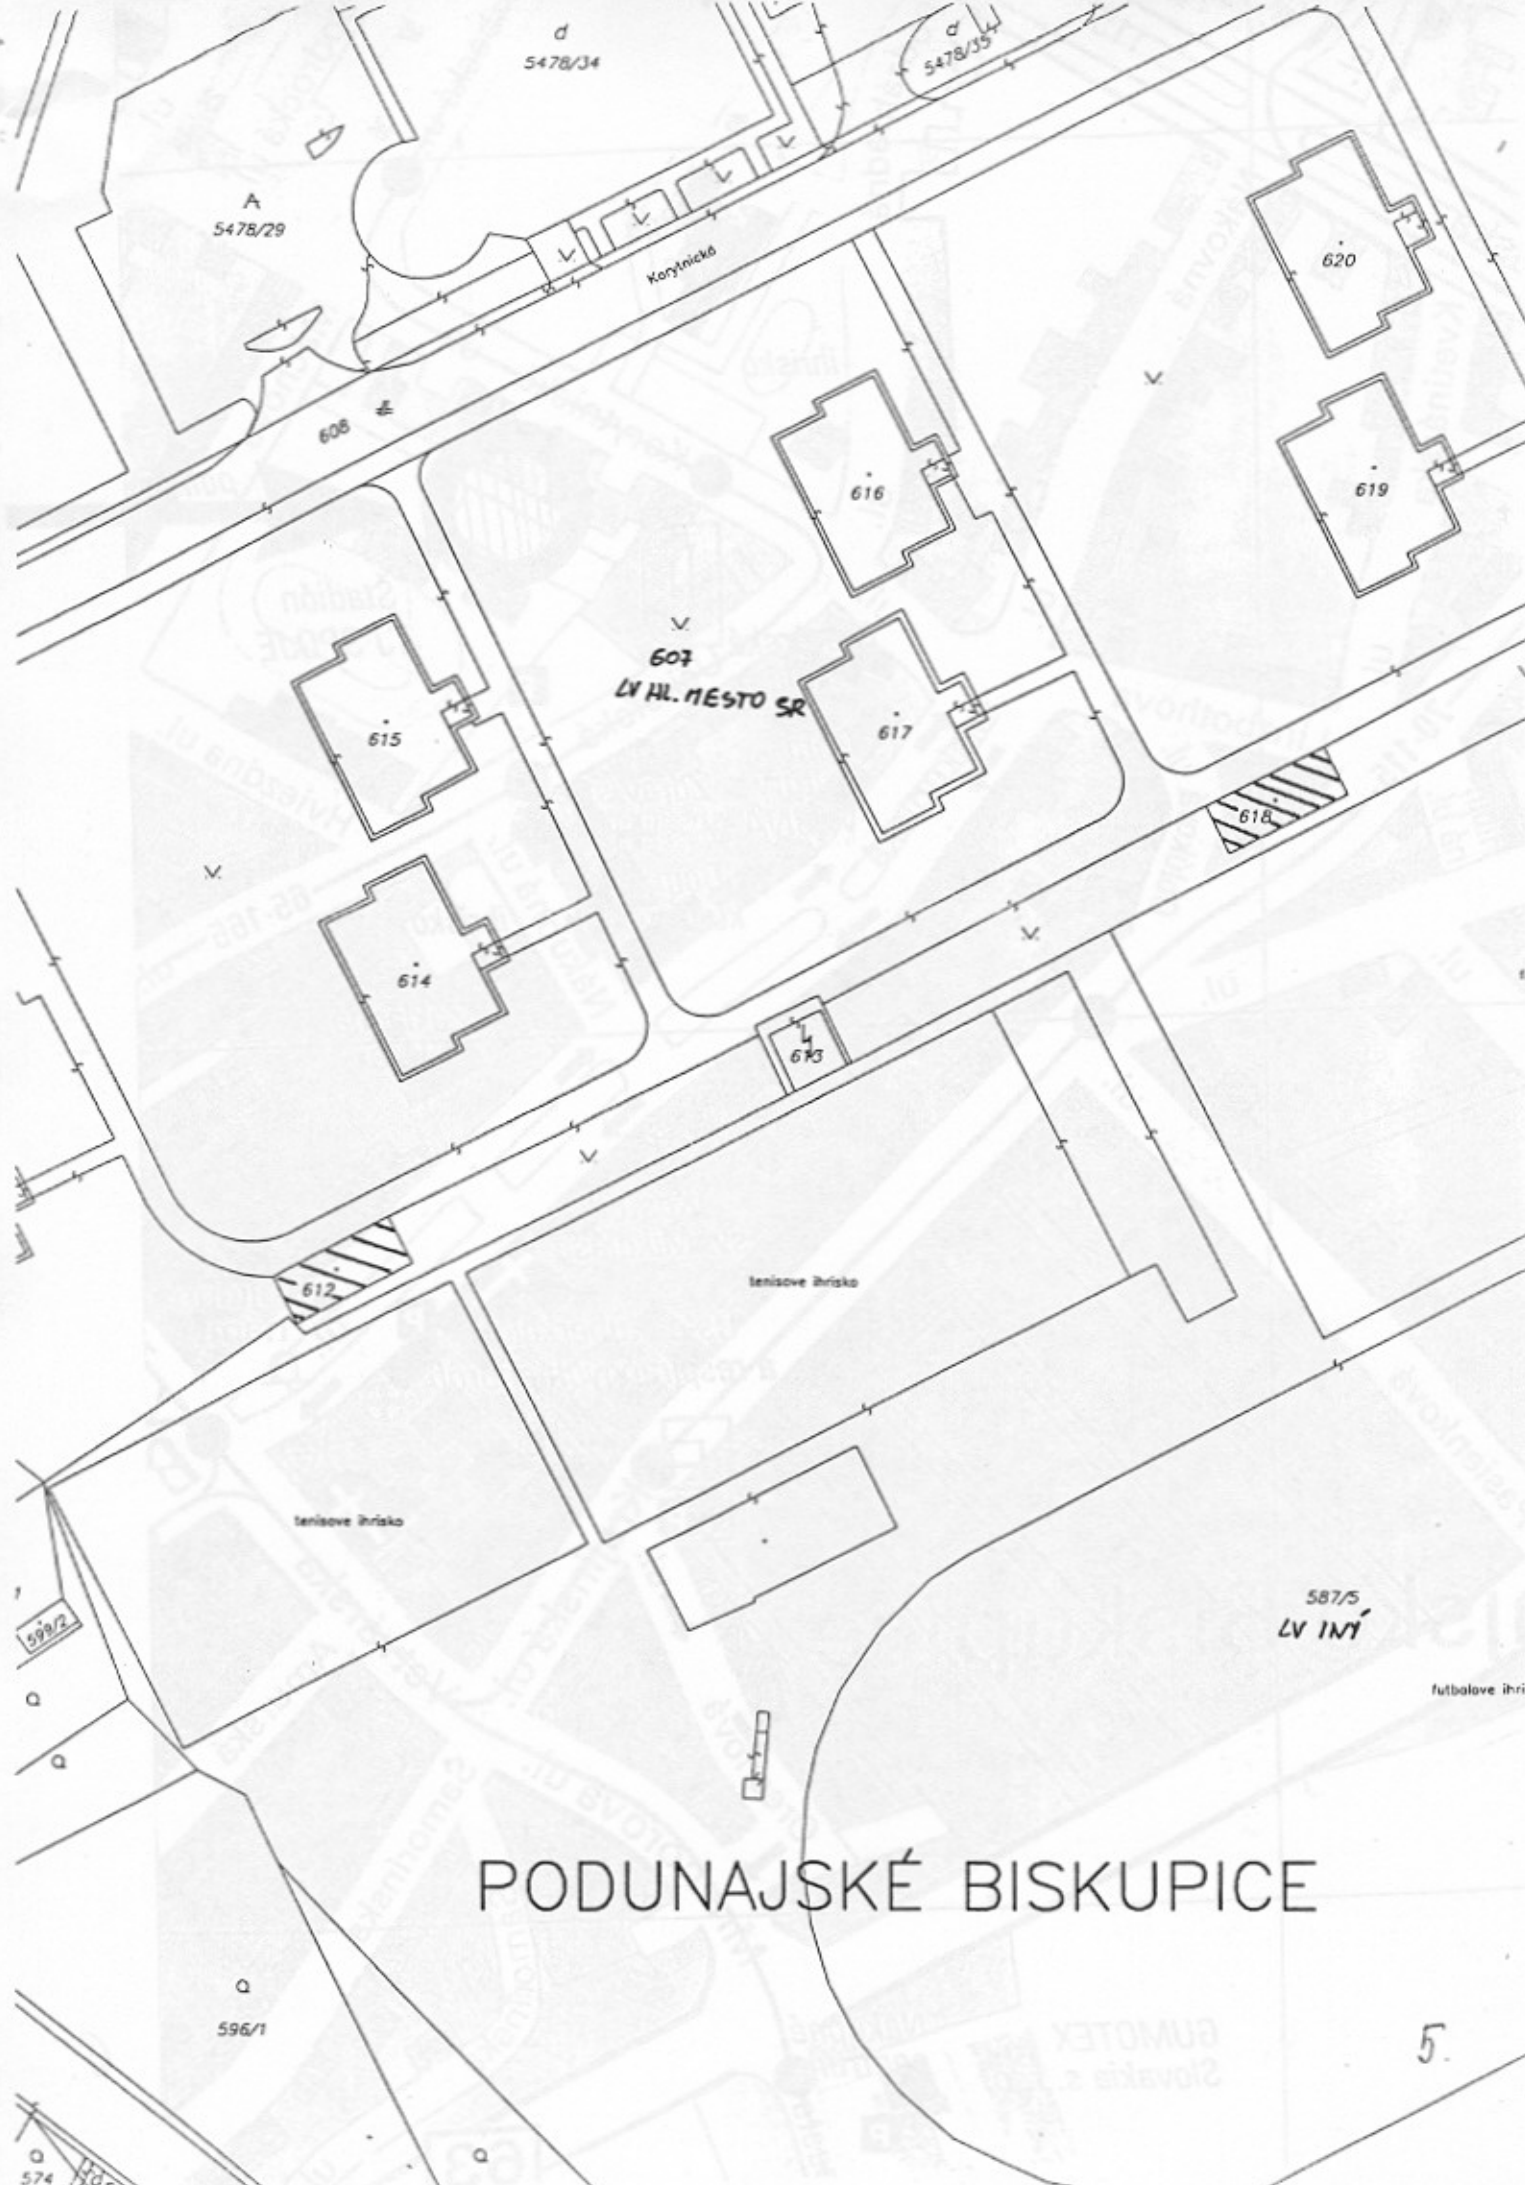 d
5478/34
d
5478/35
A
5478/29
Korytnická
620
608
616
619
607
LV HL. MESTO SR
615
617
618
614
613
612
tenisove ihrisko
tenisove ihrisko
587/5
LV INÝ
599/2
futbalove ihri
PODUNAJSKÉ BISKUPICE
596/1
5.
574